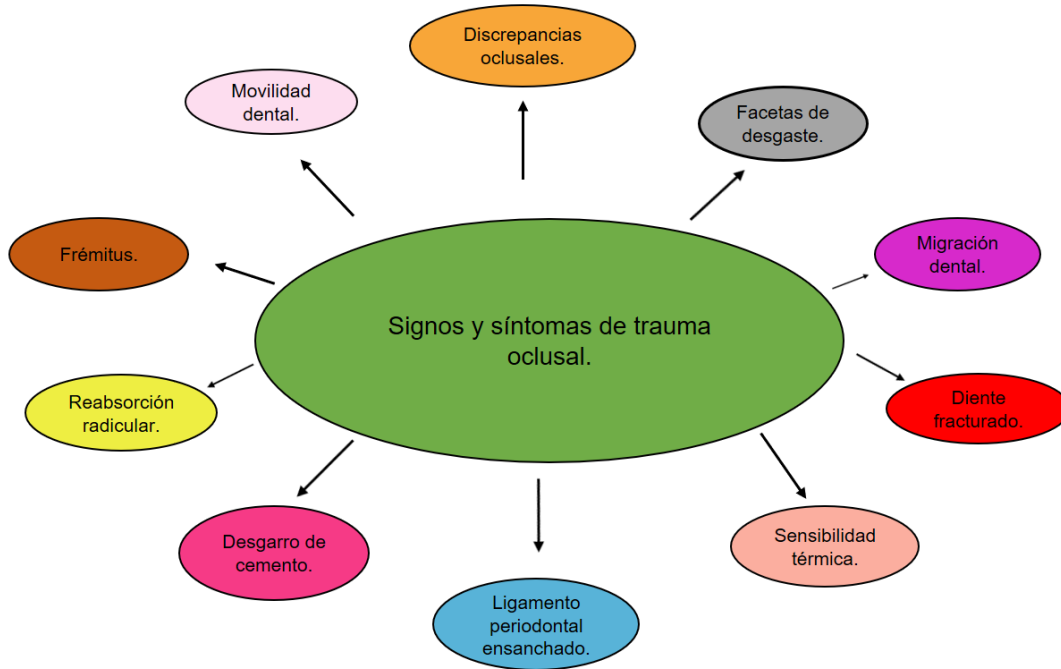 Discrepancias
oclusales.
Movilidad
dental.
Facetas de
desgaste.
Frémitus.
Migración
dental.
Signos y síntomas de trauma
oclusal.
Reabsorción
radicular.
Diente
fracturado.
Desgarro de
cemento.
Sensibilidad
térmica.
Ligamento
periodontal
ensanchado.